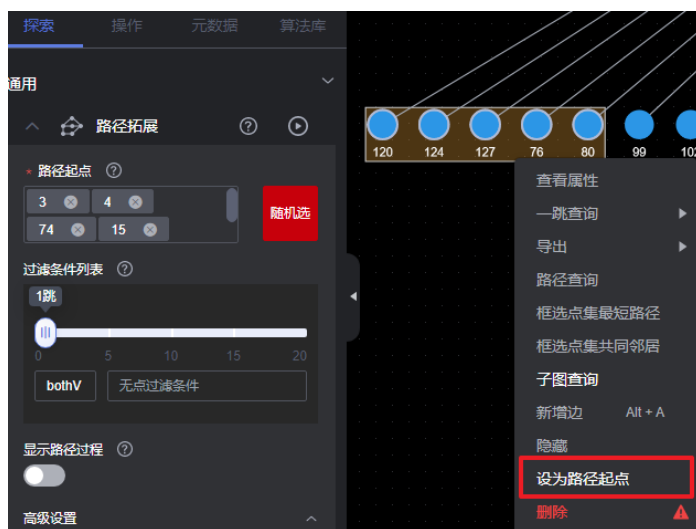 探索 操作 元数据 算法库
通用
路径拓展
* 路径起点
3 4
74 15
随机选
过滤条件列表
1跳
0 5 10 15 20
bothV 无点过滤条件
显示路径过程
高级设置
120 124 127 76 80 99 102
查看属性
一跳查询
导出
路径查询
框选点集最短路径
框选点集共同邻居
子图查询
新增边 Alt + A
隐藏
设为路径起点
删除